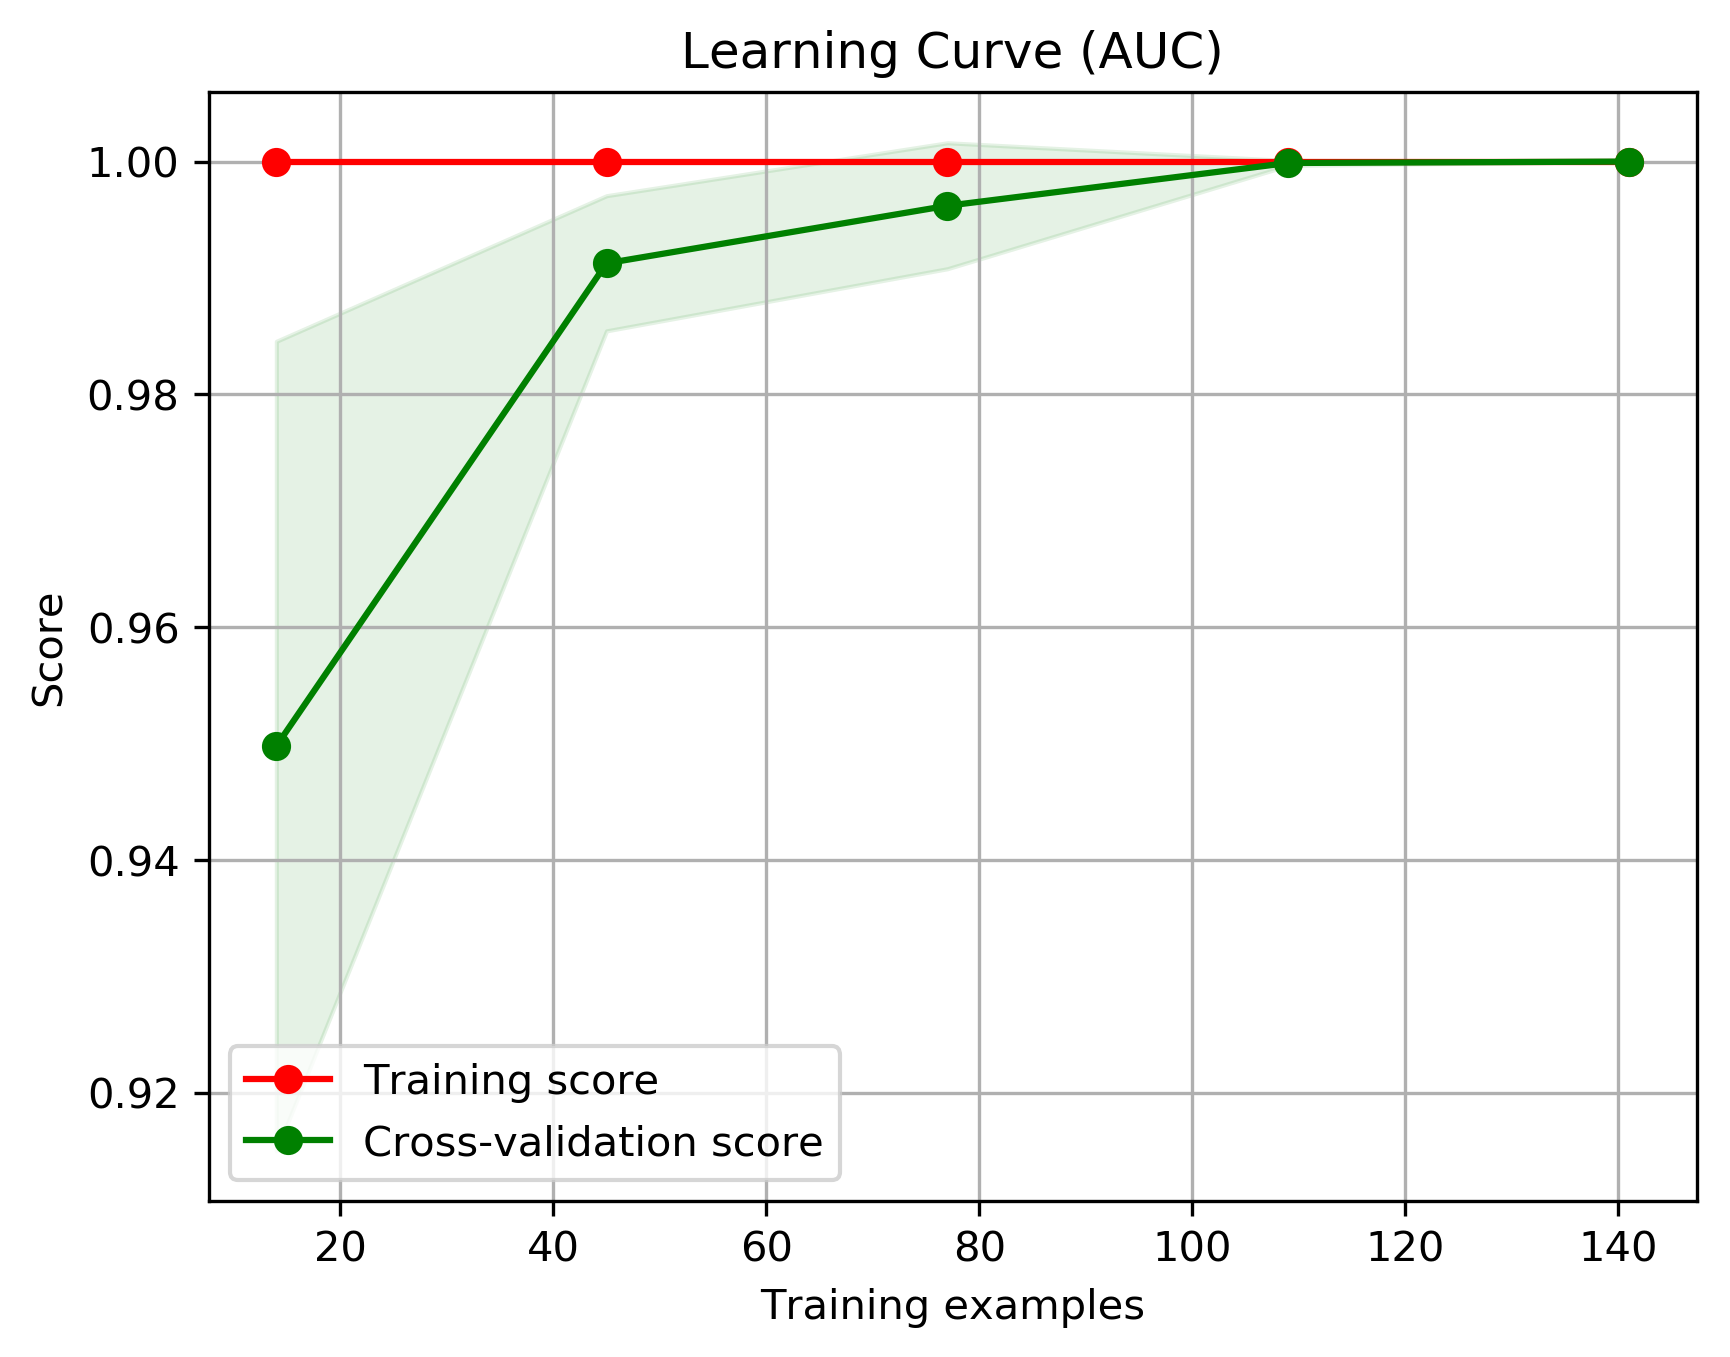 Learning Curve (AUC)
1.00
0.98
0.96
0.94
0.92
Score
Training score
Cross-validation score
20 40 60 80 100 120 140
Training examples